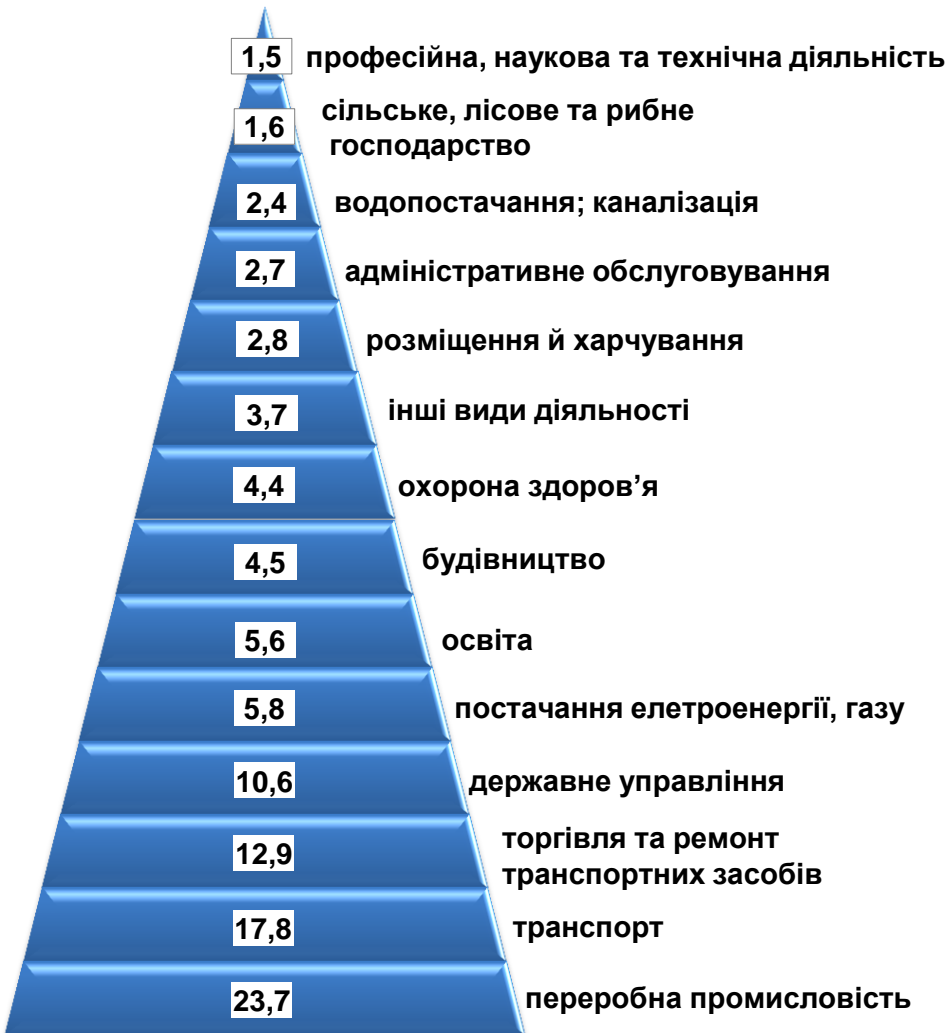 1,5 професійна, наукова та технічна діяльність
1,6 сільське, лісове та рибне
господарство
2,4 водопостачання; каналізація
2,7 адміністративне обслуговування
2,8 розміщення й харчування
3,7 інші види діяльності
4,4 охорона здоров’я
4,5 будівництво
5,6 освіта
5,8 постачання елетроенергії, газу
10,6 державне управління
12,9 торгівля та ремонт
транспортних засобів
17,8 транспорт
23,7 переробна промисловість